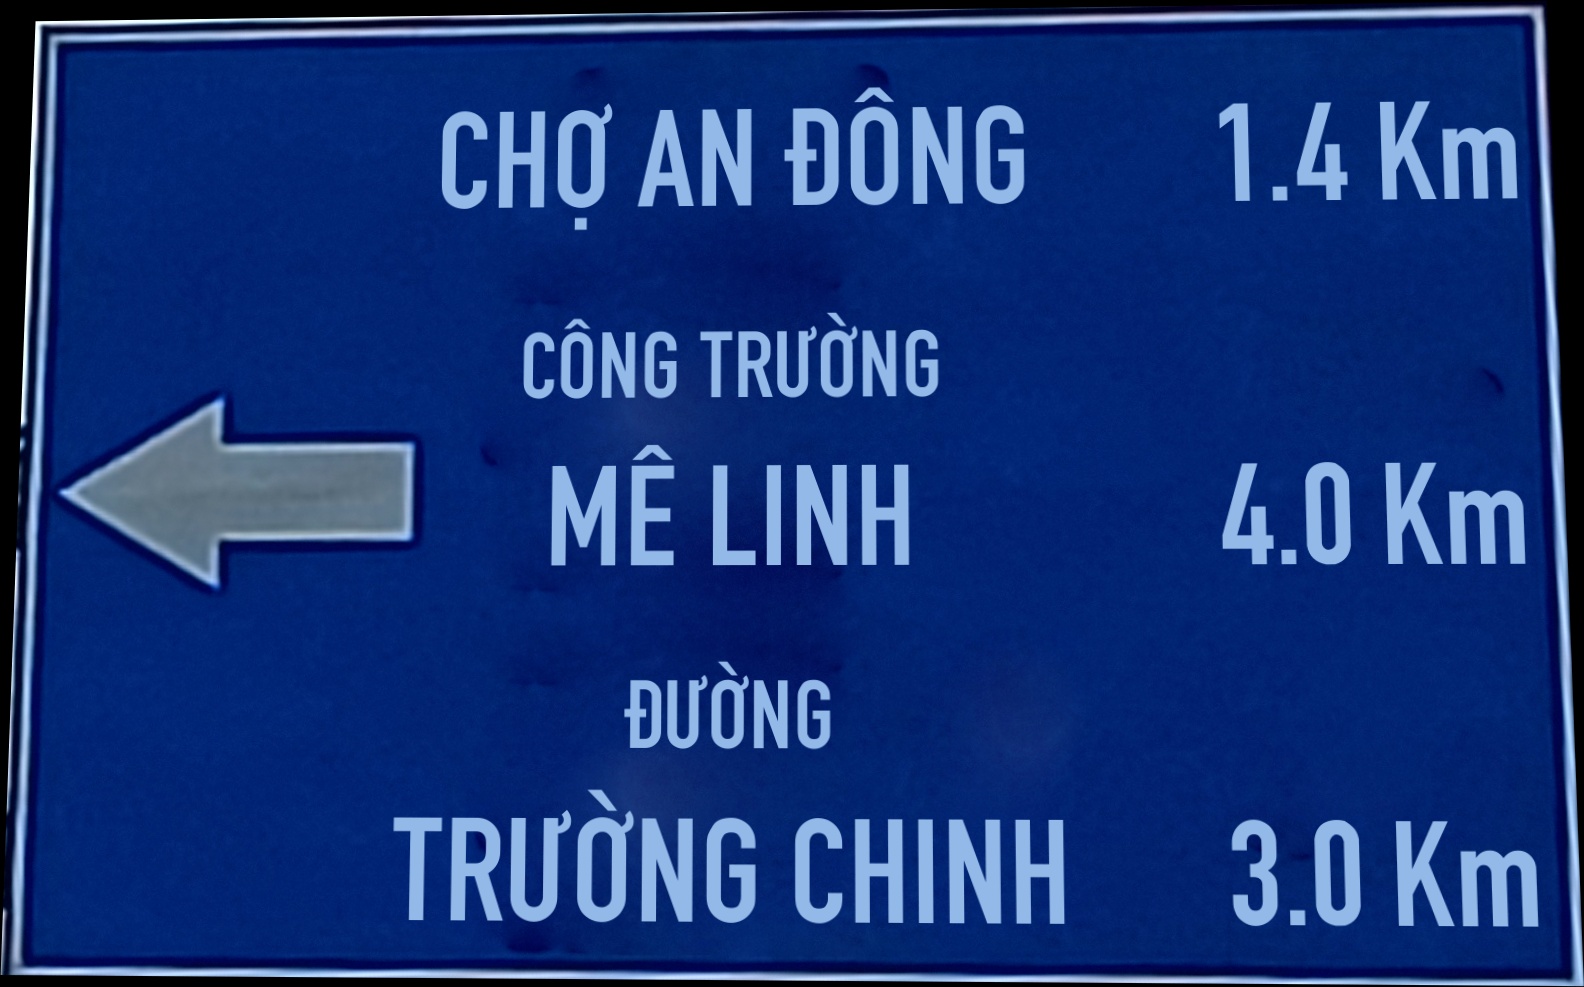 CHỢ AN ĐÔNG 1.4 Km
CÔNG TRƯỜNG
MÊ LINH 4.0 Km
ĐƯỜNG
TRƯỜNG CHINH 3.0 Km